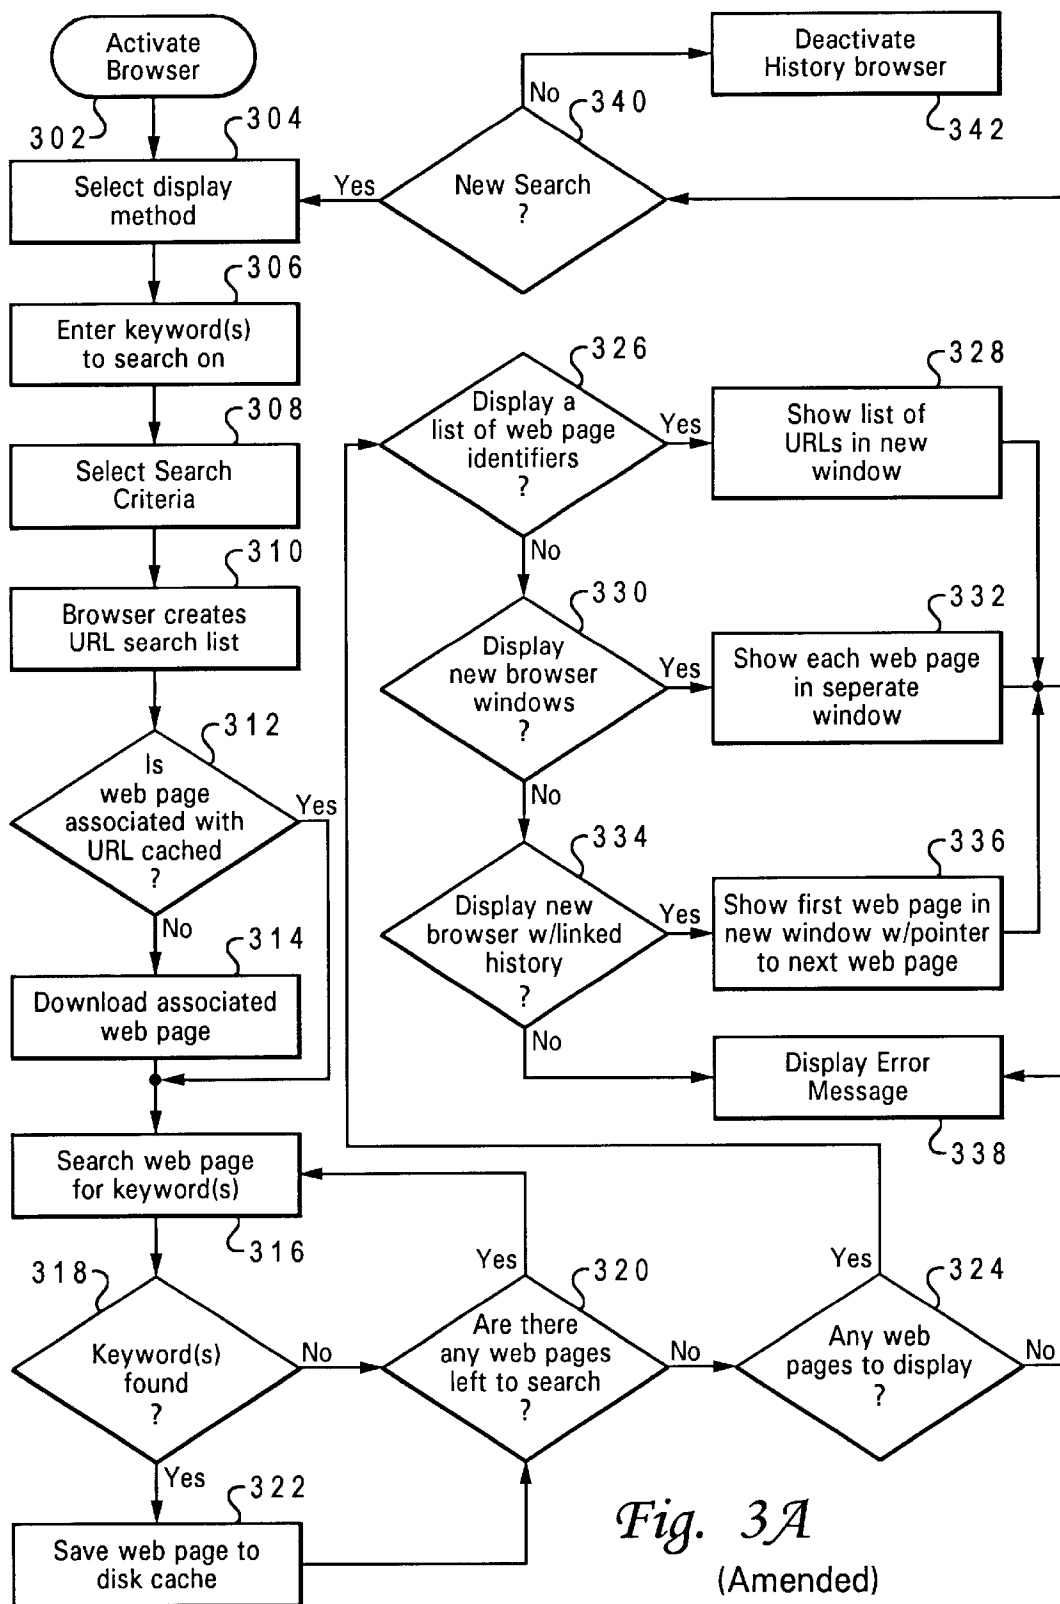 Activate
Browser
302
304
Select display
method
Yes
New Search
?
No
340
Deactivate
History browser
342
306
Enter keyword(s)
to search on
308
Select Search
Criteria
310
Browser creates
URL search list
312
Is
web page
associated with
URL cached
?
Yes
No
314
Download associated
web page
Search web page
for keyword(s)
316
318
Keyword(s)
found
?
No
Yes
322
Save web page to
disk cache
320
Are there
any web pages
left to search
?
Yes
No
324
Any web
pages to display
?
Yes
No
326
Display a
list of web page
identifiers
?
Yes
No
328
Show list of
URLs in new
window
330
Display
new browser
windows
?
Yes
No
332
Show each web page
in seperate
window
334
Display new
browser w/linked
history
?
Yes
No
336
Show first web page in
new window w/pointer
to next web page
Display Error
Message
338
Fig. 3A
(Amended)